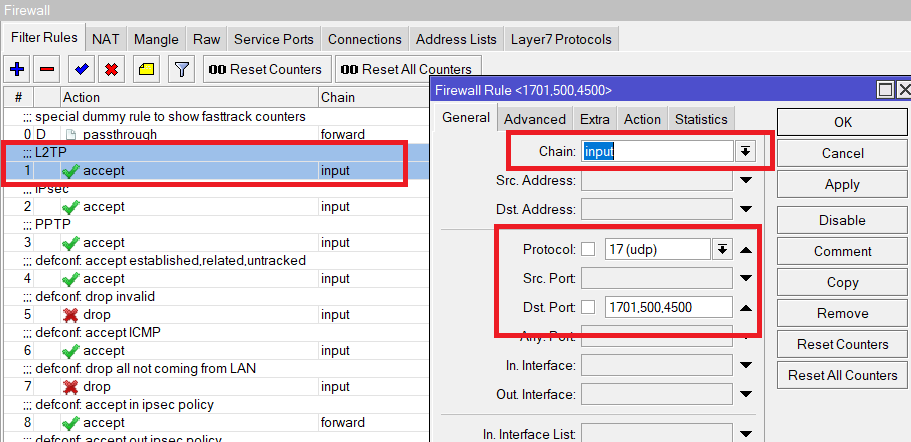 Firewall
Filter Rules NAT Mangle Raw Service Ports Connections Address Lists Layer7 Protocols
00 Reset Counters 00 Reset All Counters
# Action Chain
;;; special dummy rule to show fasttrack counters
0 D passthrough forward
;;; L2TP
1 accept input
;;; IPsec
2 accept input
;;; PPTP
3 accept input
;;; defconf: accept established,related,untracked
4 accept input
;;; defconf: drop invalid
5 drop input
;;; defconf: accept ICMP
6 accept input
;;; defconf: drop all not coming from LAN
7 drop input
;;; defconf: accept in ipsec policy
8 accept forward
;;; defconf: accept out ipsec policy
Firewall Rule <1701,500,4500>
General Advanced Extra Action Statistics
Chain: input
Src. Address:
Dst. Address:
Protocol: 17 (udp)
Src. Port:
Dst. Port: 1701,500,4500
Any. Port:
In. Interface:
Out. Interface:
In. Interface List:
OK
Cancel
Apply
Disable
Comment
Copy
Remove
Reset Counters
Reset All Counters